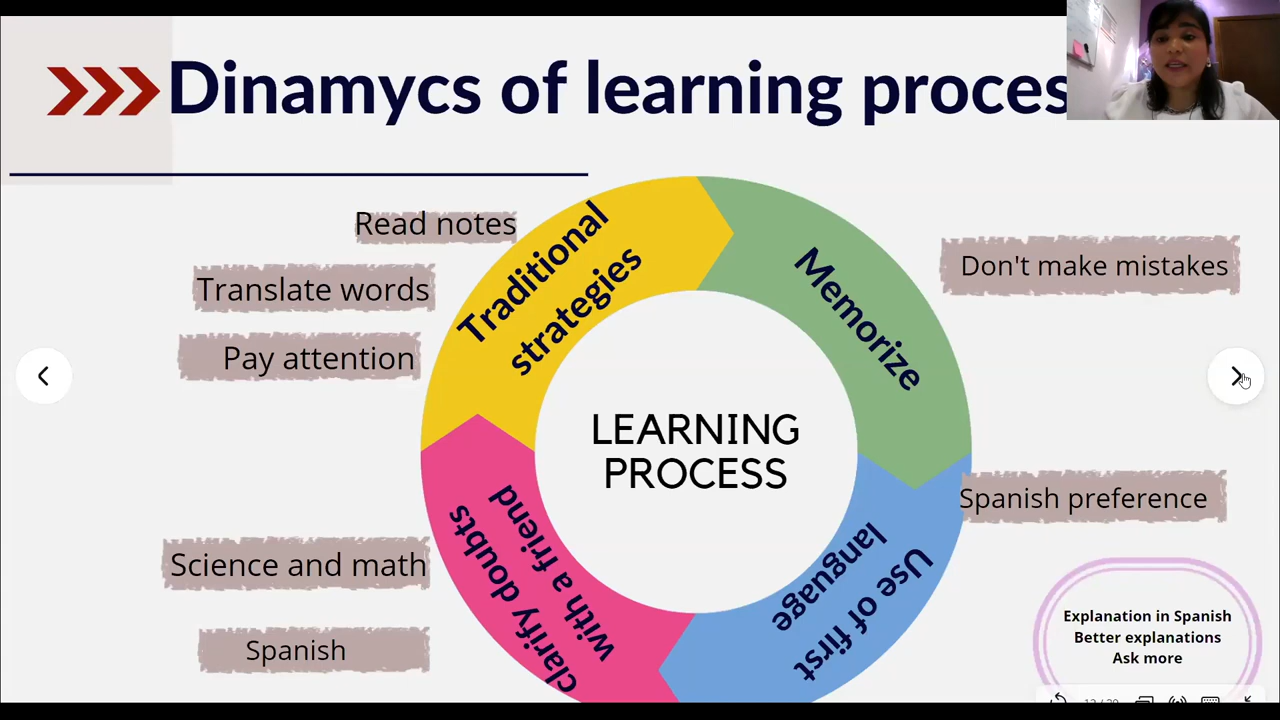 Dinamycs of learning proces
Read notes
Translate words
Pay attention
Traditional
strategies
Memorize
Don't make mistakes
LEARNING
PROCESS
Spanish preference
Use of first
language
clarify doubts
with a friend
Science and math
Spanish
Explanation in Spanish
Better explanations
Ask more